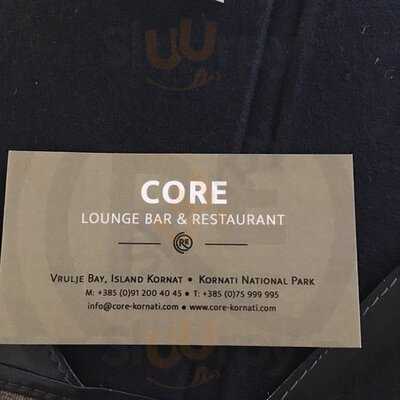 CORE
LOUNGE BAR & RESTAURANT
RE
VRULJE BAY, ISLAND KORNAT • KORNATI NATIONAL PARK
M: +385 (0)91 200 40 45 • T: +385 (0)75 999 995
info@core-kornati.com • www.core-kornati.com